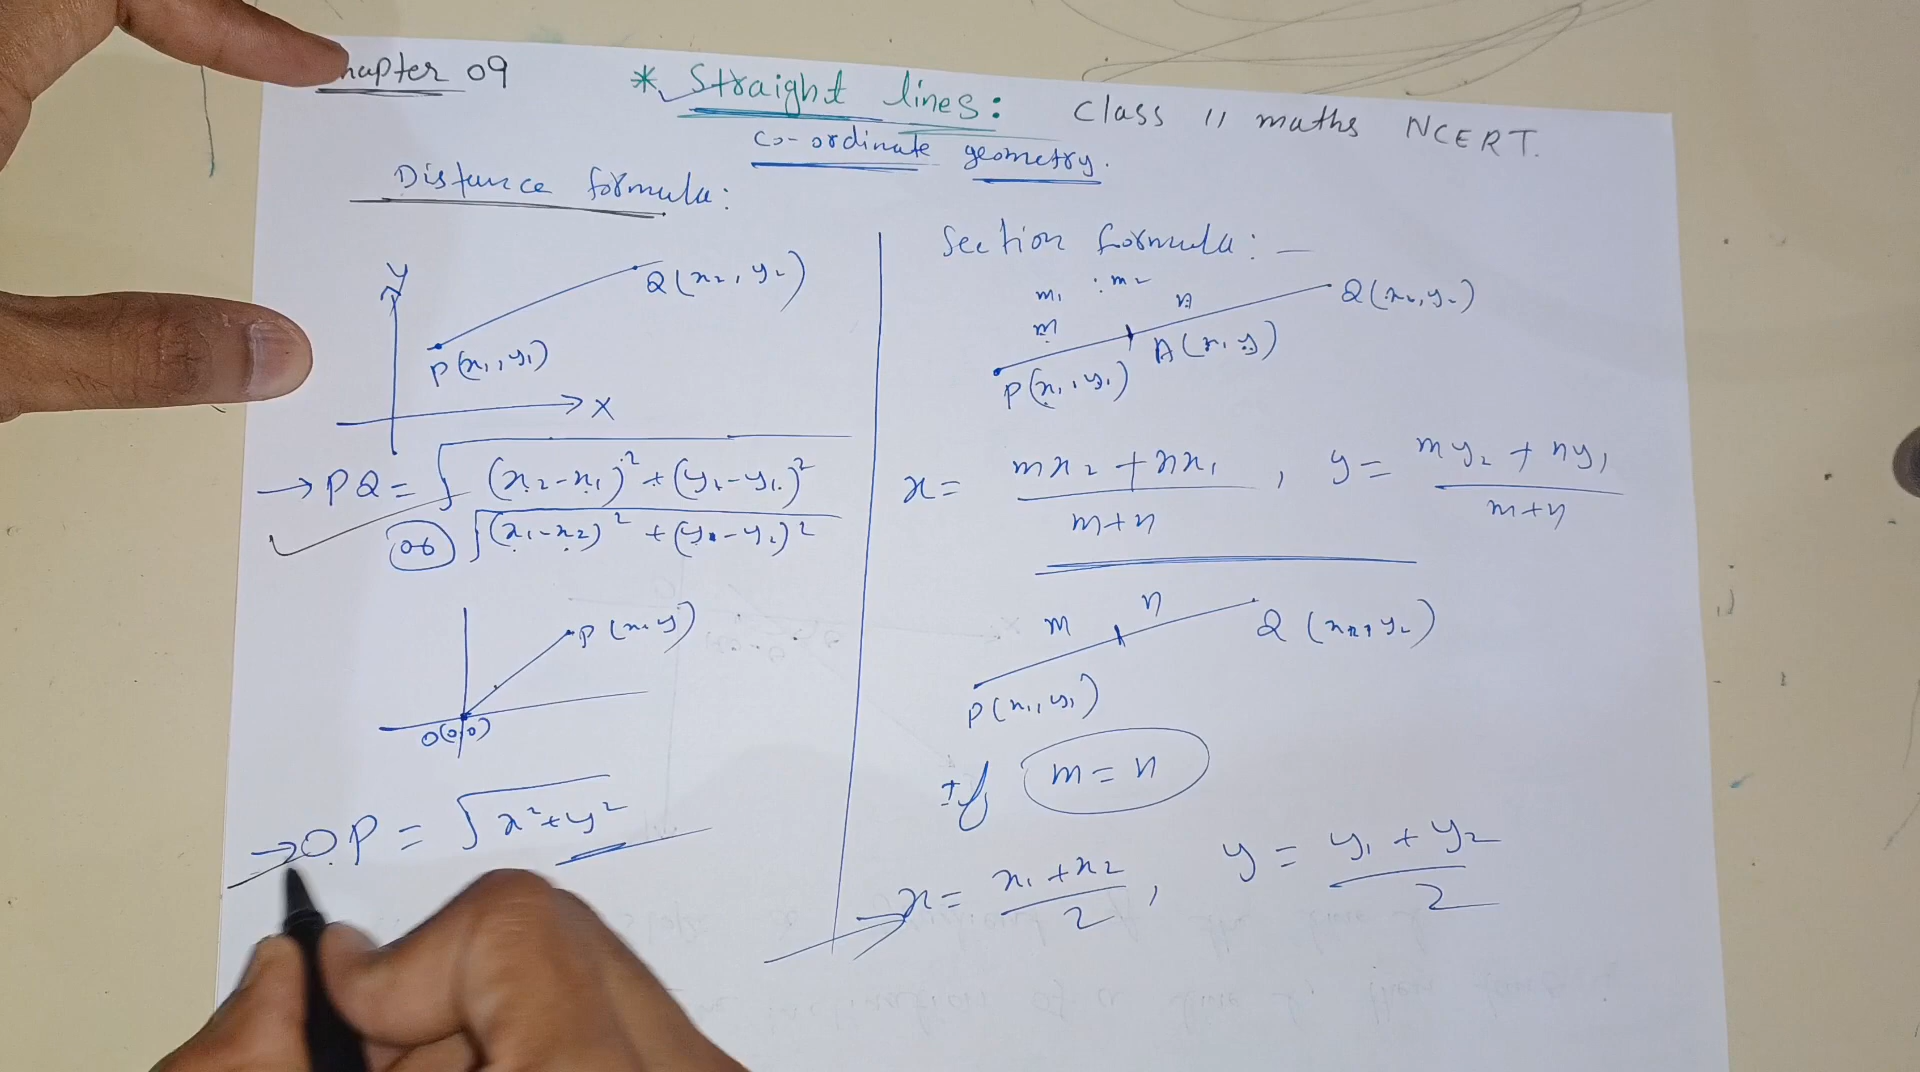 Chapter 09
* Straight lines: Class 11 maths NCERT.
Co-ordinate geometry.
Distance formula:
Y
Q(x₂, y₂)
P(x₁, y₁)
X
→ PQ = √(x₂-x₁)² + (y₂-y₁)²
(or) √(x₁-x₂)² + (y₁-y₂)²
P(x,y)
O(0,0)
→ OP = √x²+y²
Section formula: —
m₁ : m₂
m n
Q(x₂, y₂)
A(x, y)
P(x₁, y₁)
x = mx₂ + nx₁ / m+n , y = my₂ + ny₁ / m+n
m n
Q (x₂, y₂)
P(x₁, y₁)
If m = n
→ x = x₁ + x₂ / 2 , y = y₁ + y₂ / 2